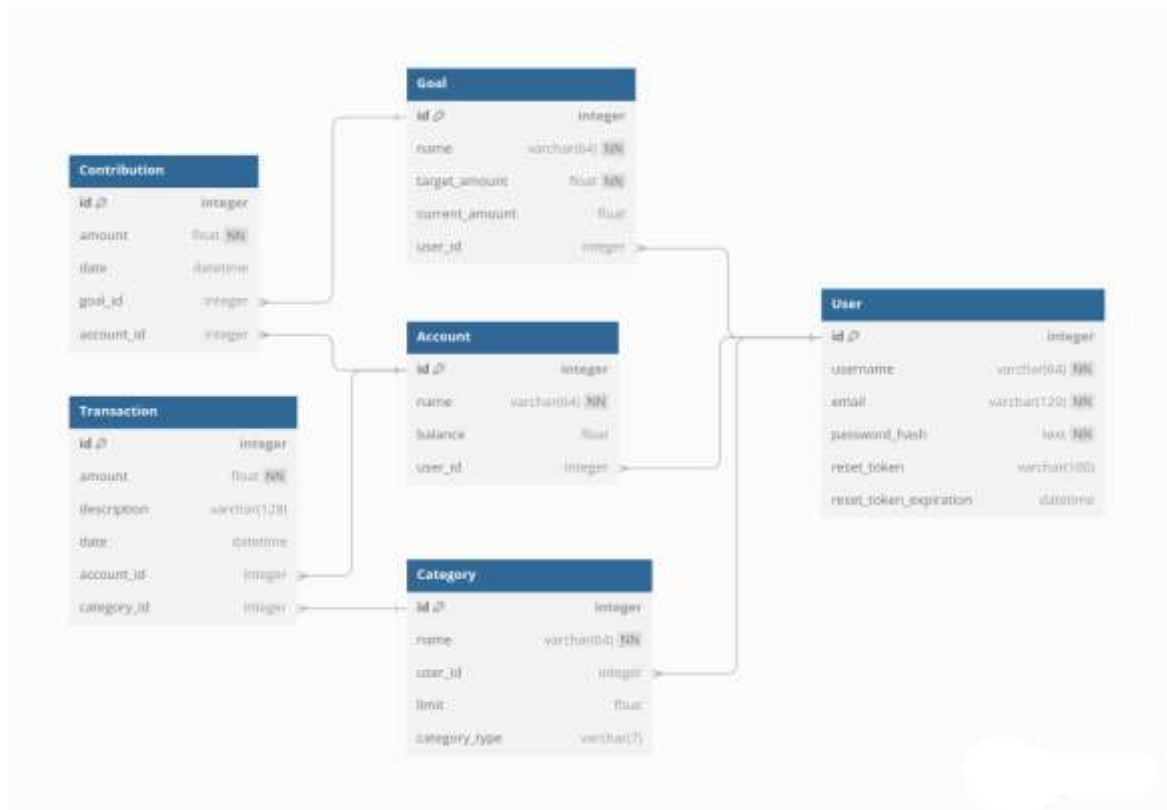 Goal
id integer
name varchar(64) NN
target_amount float NN
current_amount float
user_id integer
Contribution
id integer
amount float NN
date datetime
goal_id integer
account_id integer
Account
id integer
name varchar(64) NN
balance float
user_id integer
User
id integer
username varchar(64) NN
email varchar(120) NN
password_hash text NN
reset_token varchar(100)
reset_token_expiration datetime
Transaction
id integer
amount float NN
description varchar(128)
date datetime
account_id integer
category_id integer
Category
id integer
name varchar(64) NN
user_id integer
limit float
category_type varchar(7)